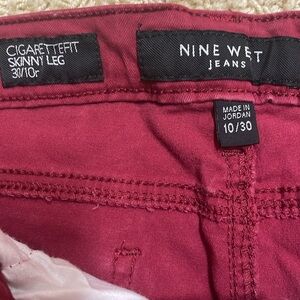 CIGARETTEFIT
SKINNY LEG
30/10r
NINE WEST
JEANS
MADE IN
JORDAN
10/30